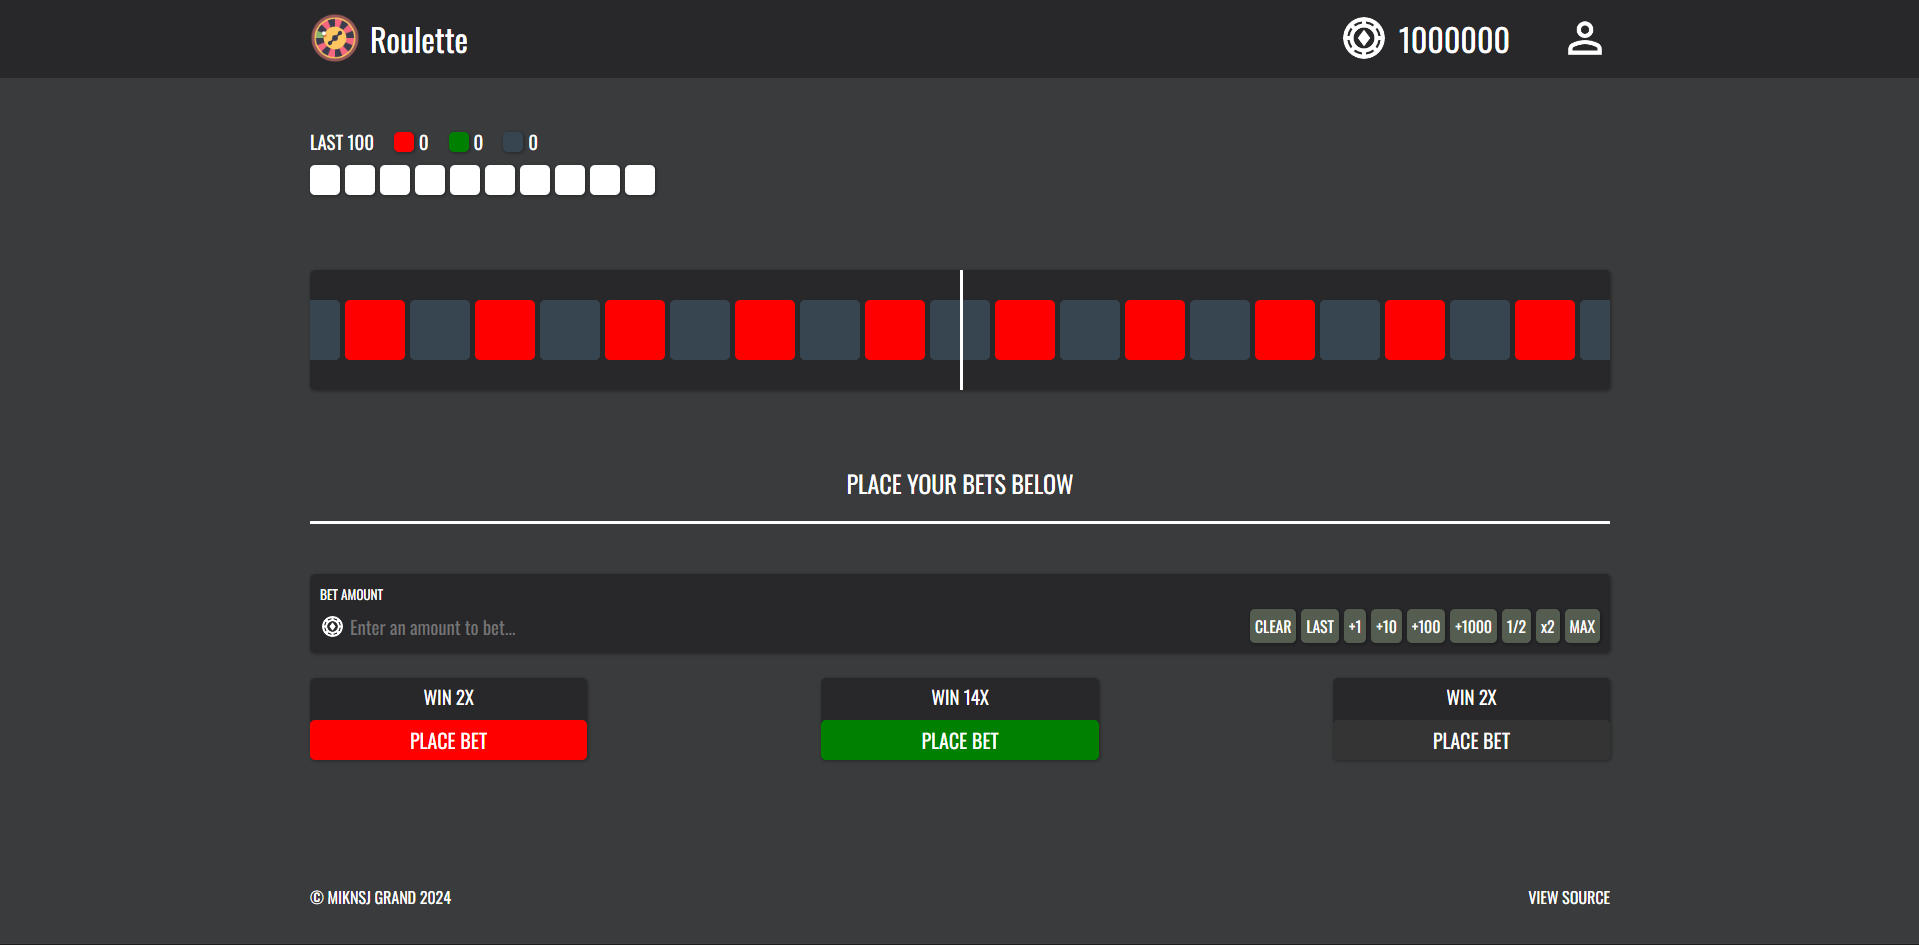 Roulette
1000000
LAST 100 0 0 0
PLACE YOUR BETS BELOW
BET AMOUNT
Enter an amount to bet...
CLEAR LAST +1 +10 +100 +1000 1/2 x2 MAX
WIN 2X
PLACE BET
WIN 14X
PLACE BET
WIN 2X
PLACE BET
© MIKNSJ GRAND 2024
VIEW SOURCE